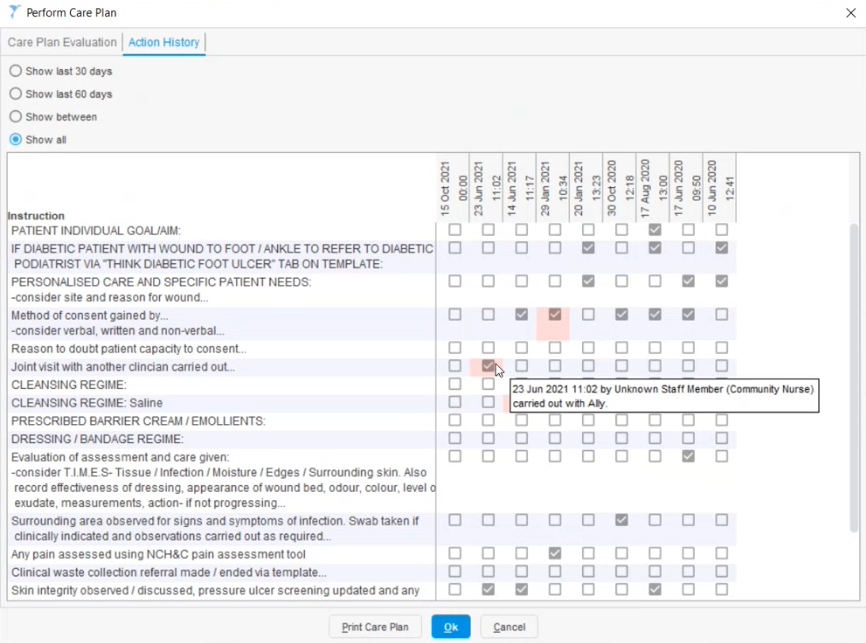 Perform Care Plan
Care Plan Evaluation
Action History
Show last 30 days
Show last 60 days
Show between
Show all
Instruction
15 Oct 2021 00:00
23 Jun 2021 11:02
14 Jun 2021 11:17
29 Jan 2021 10:34
20 Jan 2021 13:23
30 Oct 2020 12:18
17 Aug 2020 13:00
17 Jun 2020 09:50
10 Jun 2020 12:41
PATIENT INDIVIDUAL GOAL/AIM:
IF DIABETIC PATIENT WITH WOUND TO FOOT / ANKLE TO REFER TO DIABETIC
PODIATRIST VIA "THINK DIABETIC FOOT ULCER" TAB ON TEMPLATE:
PERSONALISED CARE AND SPECIFIC PATIENT NEEDS:
-consider site and reason for wound...
Method of consent gained by...
-consider verbal, written and non-verbal...
Reason to doubt patient capacity to consent...
Joint visit with another clincian carried out...
23 Jun 2021 11:02 by Unknown Staff Member (Community Nurse)
carried out with Ally.
CLEANSING REGIME:
CLEANSING REGIME: Saline
PRESCRIBED BARRIER CREAM / EMOLLIENTS:
DRESSING / BANDAGE REGIME:
Evaluation of assessment and care given:
-consider T.I.M.E.S- Tissue / Infection / Moisture / Edges / Surrounding skin. Also
record effectiveness of dressing, appearance of wound bed, odour, colour, level o
exudate, measurements, action- if not progressing...
Surrounding area observed for signs and symptoms of infection. Swab taken if
clinically indicated and observations carried out as required...
Any pain assessed using NCH&C pain assessment tool
Clinical waste collection referral made / ended via template...
Skin integrity observed / discussed, pressure ulcer screening updated and any
Print Care Plan
Ok
Cancel